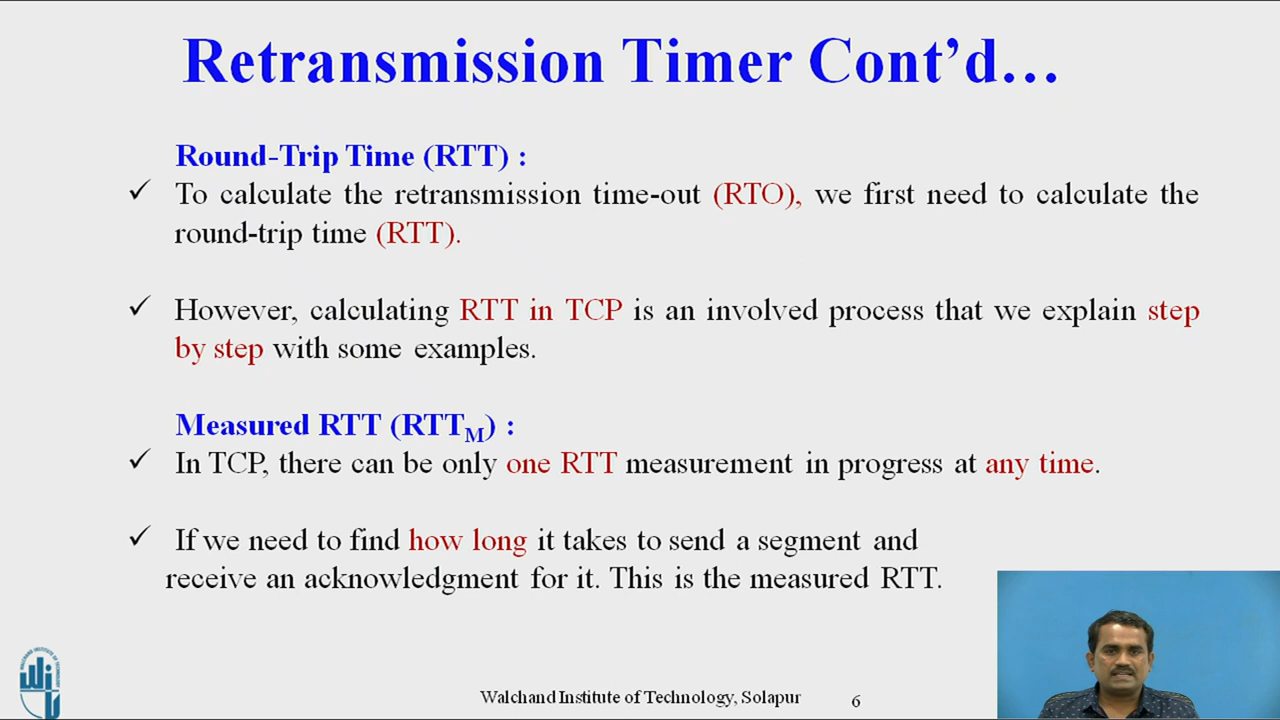 Retransmission Timer Cont’d…
Round-Trip Time (RTT) :
✓ To calculate the retransmission time-out (RTO), we first need to calculate the
round-trip time (RTT).
✓ However, calculating RTT in TCP is an involved process that we explain step
by step with some examples.
Measured RTT (RTTM) :
✓ In TCP, there can be only one RTT measurement in progress at any time.
✓ If we need to find how long it takes to send a segment and
receive an acknowledgment for it. This is the measured RTT.
Walchand Institute of Technology, Solapur 6